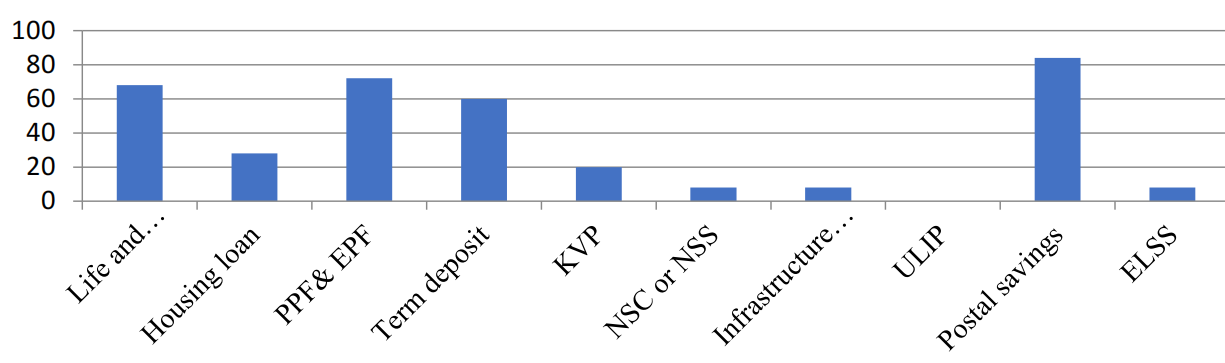 100
80
60
40
20
0
Life and…
Housing loan
PPF& EPF
Term deposit
KVP
NSC or NSS
Infrastructure…
ULIP
Postal savings
ELSS